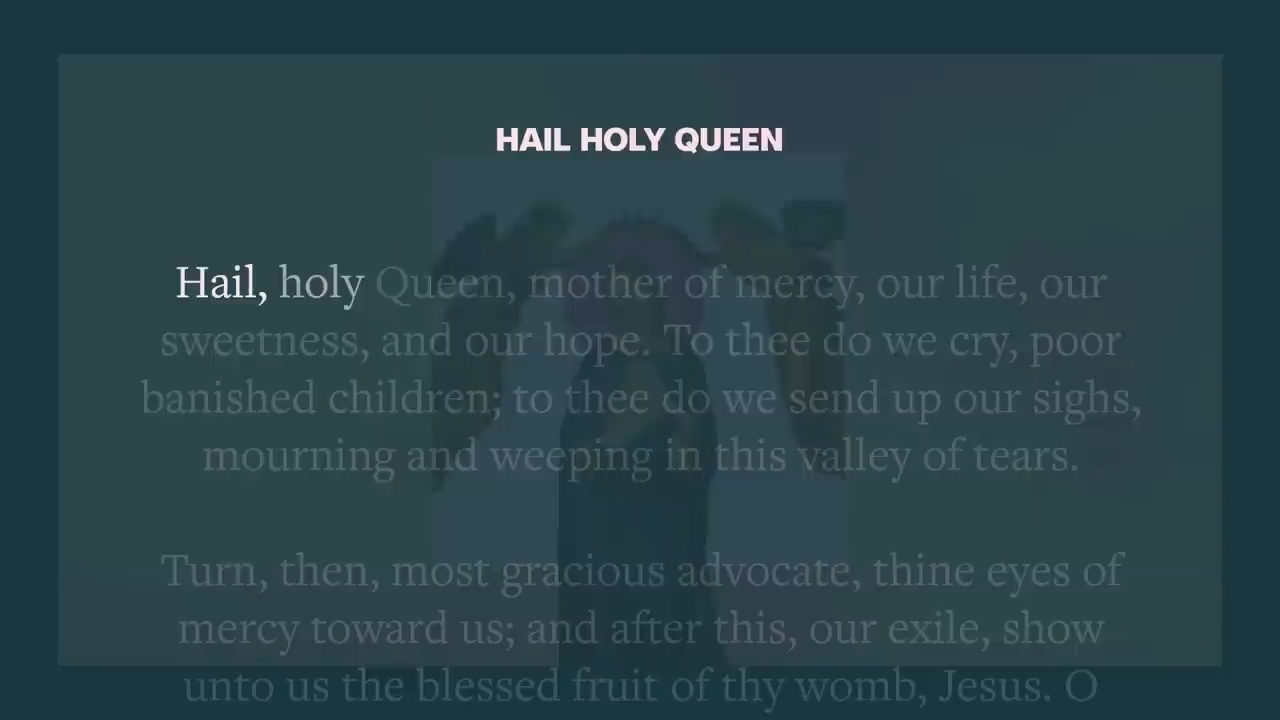 HAIL HOLY QUEEN
Hail, holy Queen, mother of mercy, our life, our
sweetness, and our hope. To thee do we cry, poor
banished children; to thee do we send up our sighs,
mourning and weeping in this valley of tears.
Turn, then, most gracious advocate, thine eyes of
mercy toward us; and after this, our exile, show
unto us the blessed fruit of thy womb, Jesus. O